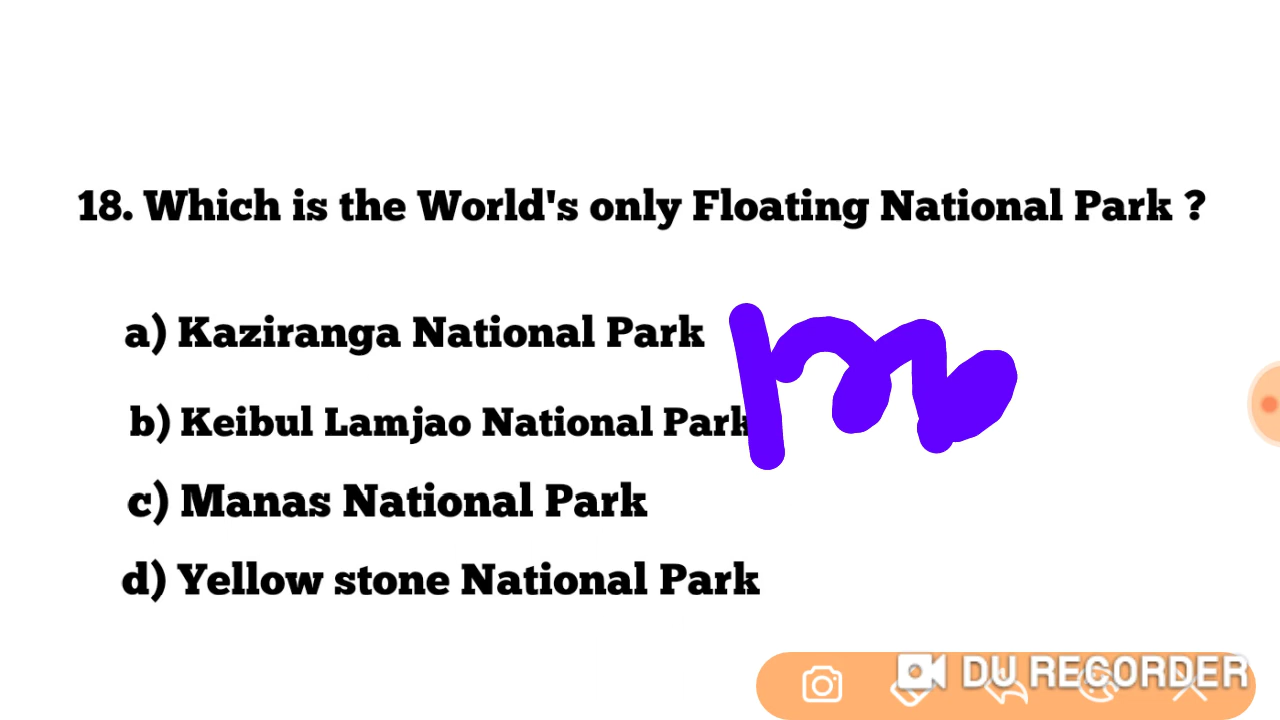 18. Which is the World's only Floating National Park ?
a) Kaziranga National Park
b) Keibul Lamjao National Park
c) Manas National Park
d) Yellow stone National Park
DU RECORDER